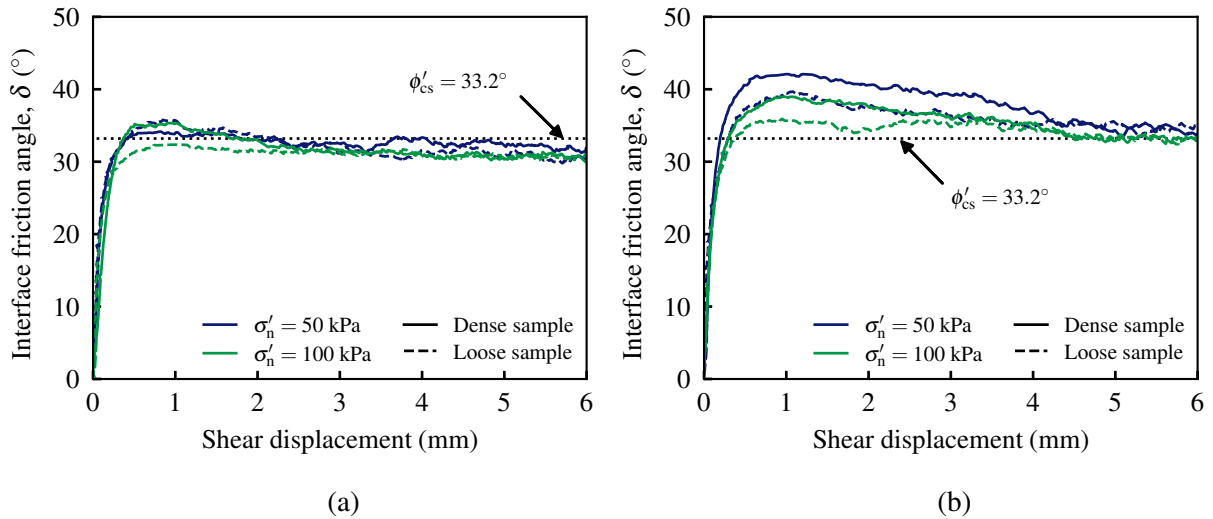 50
40
30
20
10
0
Interface friction angle, δ (°)
ϕ′cs = 33.2°
σ′n = 50 kPa
σ′n = 100 kPa
Dense sample
Loose sample
0 1 2 3 4 5 6
Shear displacement (mm)
(a)
50
40
30
20
10
0
Interface friction angle, δ (°)
ϕ′cs = 33.2°
σ′n = 50 kPa
σ′n = 100 kPa
Dense sample
Loose sample
0 1 2 3 4 5 6
Shear displacement (mm)
(b)